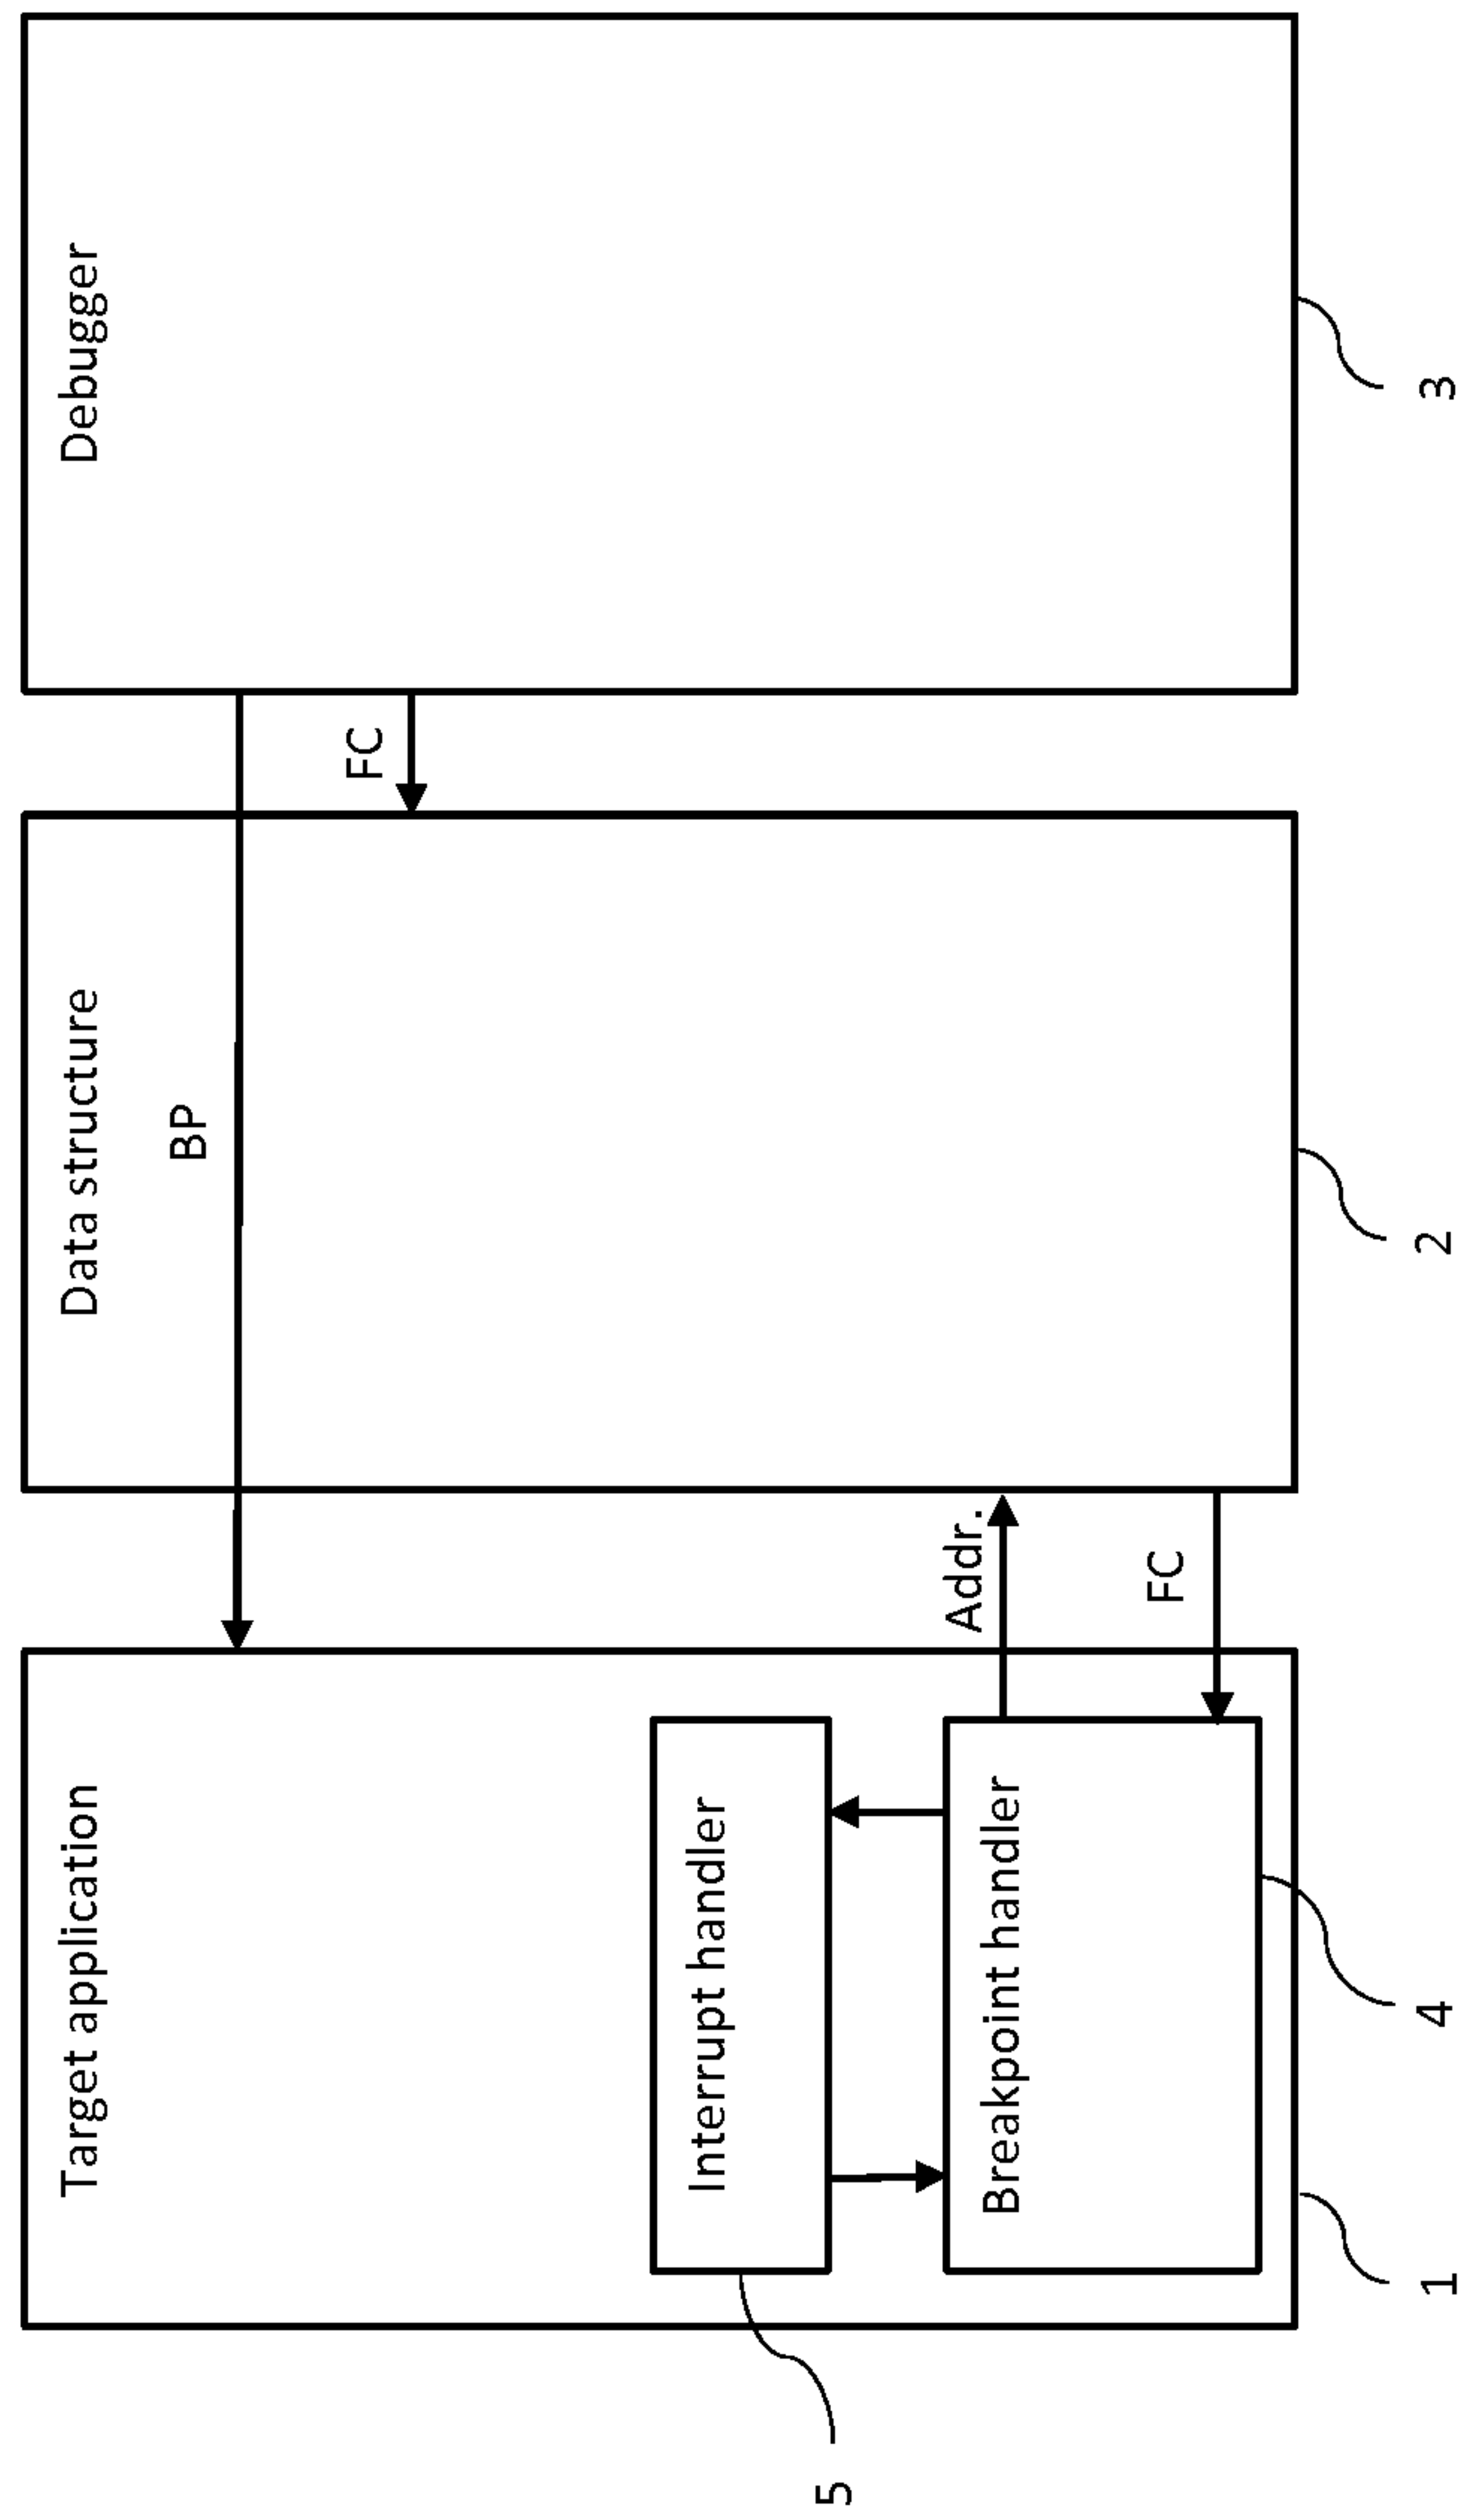 Target application
Data structure
Debugger
BP
FC
Interrupt handler
Addr.
Breakpoint handler
FC
5
1
4
2
3